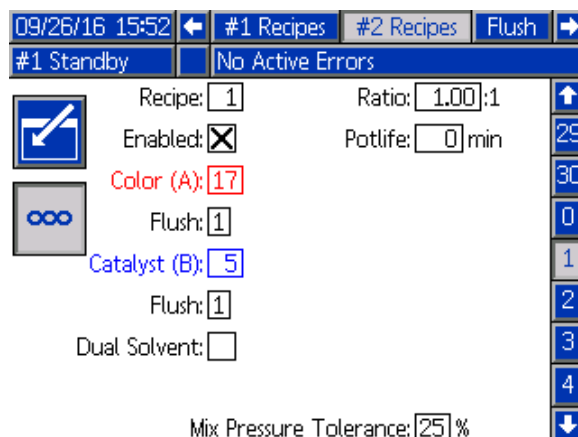 09/26/16 15:52 #1 Recipes #2 Recipes Flush
#1 Standby No Active Errors
Recipe: 1 Ratio: 1.00:1
Enabled: Potlife: 0 min
Color (A): 17
Flush: 1
Catalyst (B): 5
Flush: 1
Dual Solvent:
Mix Pressure Tolerance: 25 %
29
30
0
1
2
3
4